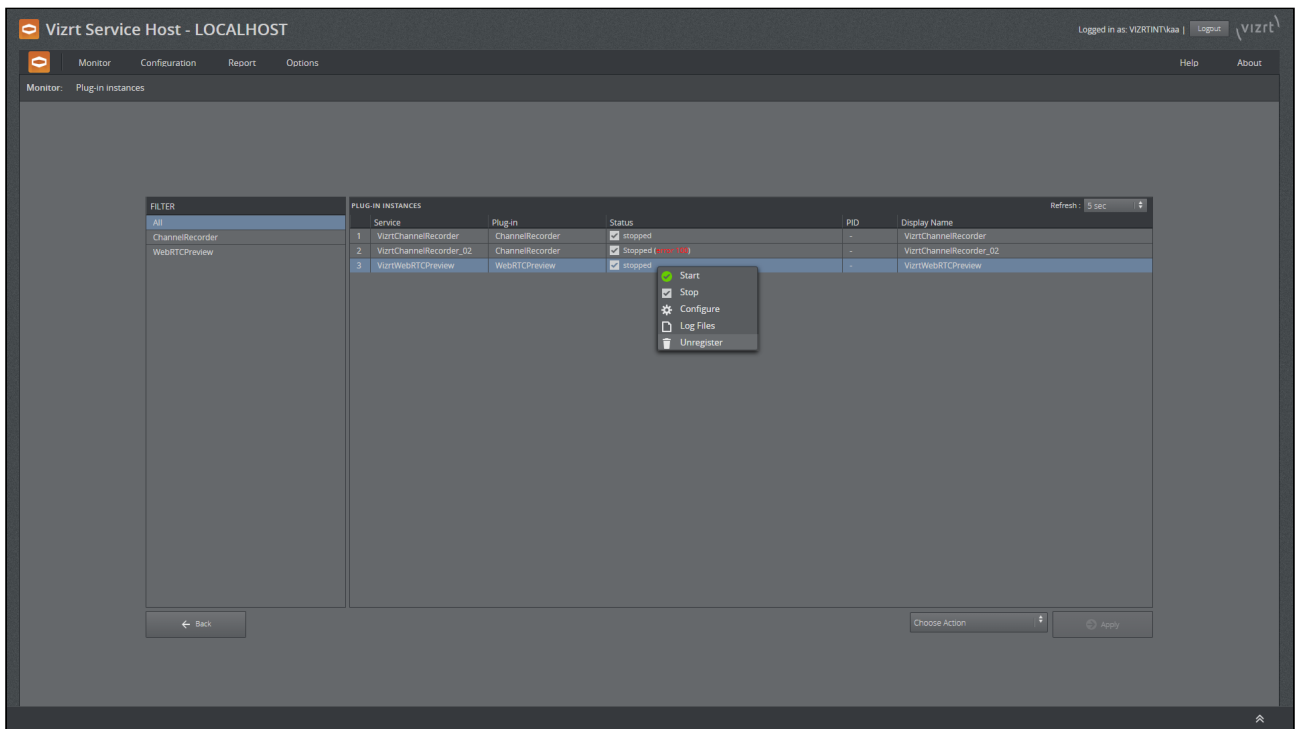 Vizrt Service Host - LOCALHOST
Logged in as: VIZRTINT\kaa | Logout vizrt
Monitor Configuration Report Options Help About
Monitor: Plug-in instances
FILTER
All
ChannelRecorder
WebRTCPreview
PLUG-IN INSTANCES Refresh : 5 sec
Service Plug-in Status PID Display Name
1 VizrtChannelRecorder ChannelRecorder stopped - VizrtChannelRecorder
2 VizrtChannelRecorder_02 ChannelRecorder Stopped ( ) - VizrtChannelRecorder_02
3 VizrtWebRTCPreview WebRTCPreview stopped - VizrtWebRTCPreview
Start
Stop
Configure
Log Files
Unregister
Back
Choose Action
Apply